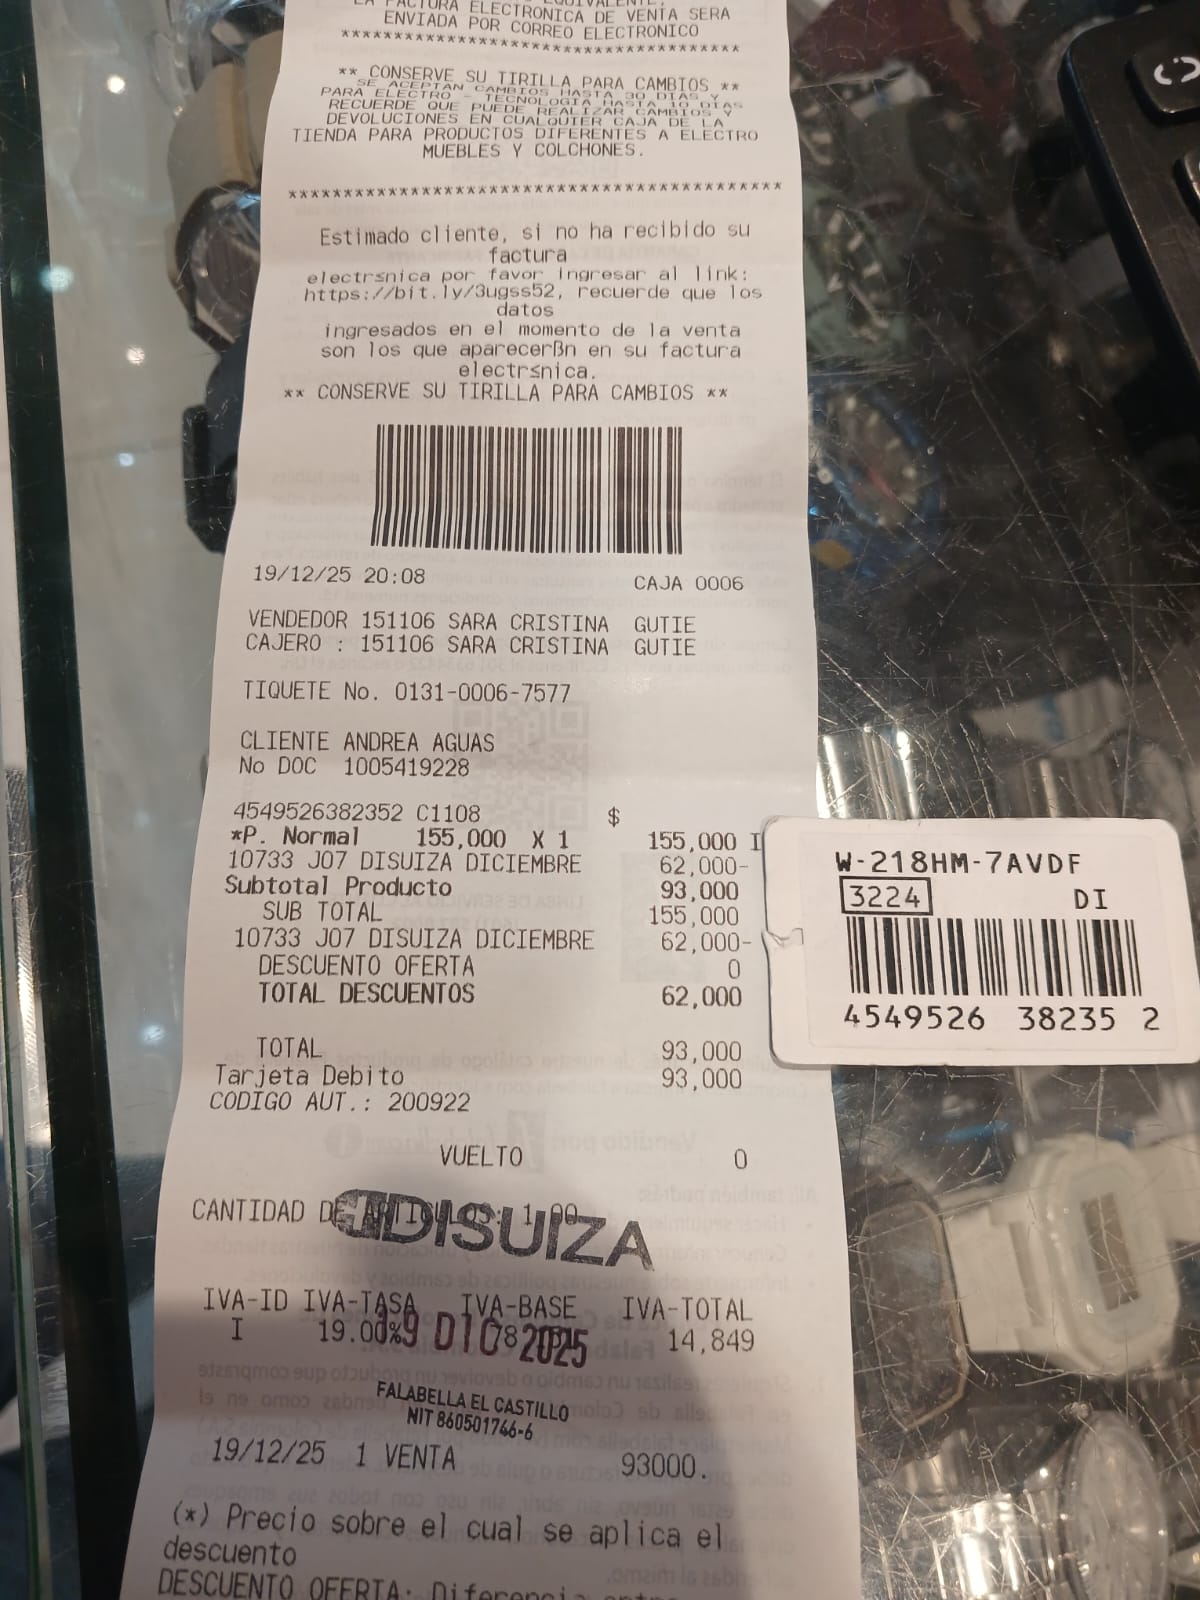 FACTURA ELECTRONICA DE VENTA SERA
ENVIADA POR CORREO ELECTRONICO
****************************************
** CONSERVE SU TIRILLA PARA CAMBIOS **
SE ACEPTAN CAMBIOS HASTA 30 DIAS Y
PARA ELECTRO - TECNOLOGIA HASTA 10 DIAS
RECUERDE QUE PUEDE REALIZAR CAMBIOS Y
DEVOLUCIONES EN CUALQUIER CAJA DE LA
TIENDA PARA PRODUCTOS DIFERENTES A ELECTRO
MUEBLES Y COLCHONES.
********************************************
Estimado cliente, si no ha recibido su
factura
electr≤nica por favor ingresar al link:
https://bit.ly/3ugss52, recuerde que los
datos
ingresados en el momento de la venta
son los que aparecerßn en su factura
electr≤nica.
** CONSERVE SU TIRILLA PARA CAMBIOS **
19/12/25 20:08 CAJA 0006
VENDEDOR 151106 SARA CRISTINA GUTIE
CAJERO : 151106 SARA CRISTINA GUTIE
TIQUETE No. 0131-0006-7577
CLIENTE ANDREA AGUAS
No DOC 1005419228
4549526382352 C1108 $
*P. Normal 155,000 X 1 155,000 I
10733 J07 DISUIZA DICIEMBRE 62,000-
Subtotal Producto 93,000
SUB TOTAL 155,000
10733 J07 DISUIZA DICIEMBRE 62,000-
DESCUENTO OFERTA 0
TOTAL DESCUENTOS 62,000
TOTAL 93,000
Tarjeta Debito 93,000
CODIGO AUT.: 200922
VUELTO 0
CANTIDAD DE ARTICULOS: 1.00
DISUIZA
IVA-ID IVA-TASA IVA-BASE IVA-TOTAL
I 19.00% 14,849
19 DIC 2025
FALABELLA EL CASTILLO
NIT 860501746-6
19/12/25 1 VENTA 93000.
(*) Precio sobre el cual se aplica el
descuento
DESCUENTO OFERTA: Diferencia
W-218HM-7AVDF
3224 DI
4549526 38235 2